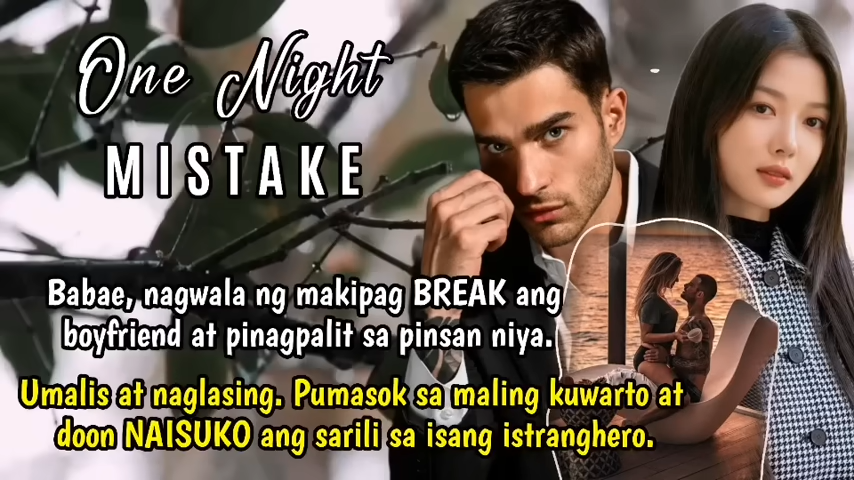 One Night
MISTAKE
Babae, nagwala ng makipag BREAK ang
boyfriend at pinagpalit sa pinsan niya.
Umalis at naglasing. Pumasok sa maling kuwarto at
doon NAISUKO ang sarili sa isang istranghero.